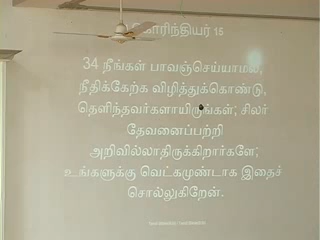 கொரிந்தியர் 15
34 நீங்கள் பாவஞ்செய்யாமல்,
நீதிக்கேற்க விழித்துக்கொண்டு,
தெளிந்தவர்களாயிருங்கள்; சிலர்
தேவனைப்பற்றி
அறிவில்லாதிருக்கிறார்களே;
உங்களுக்கு வெட்கமுண்டாக இதைச்
சொல்லுகிறேன்.